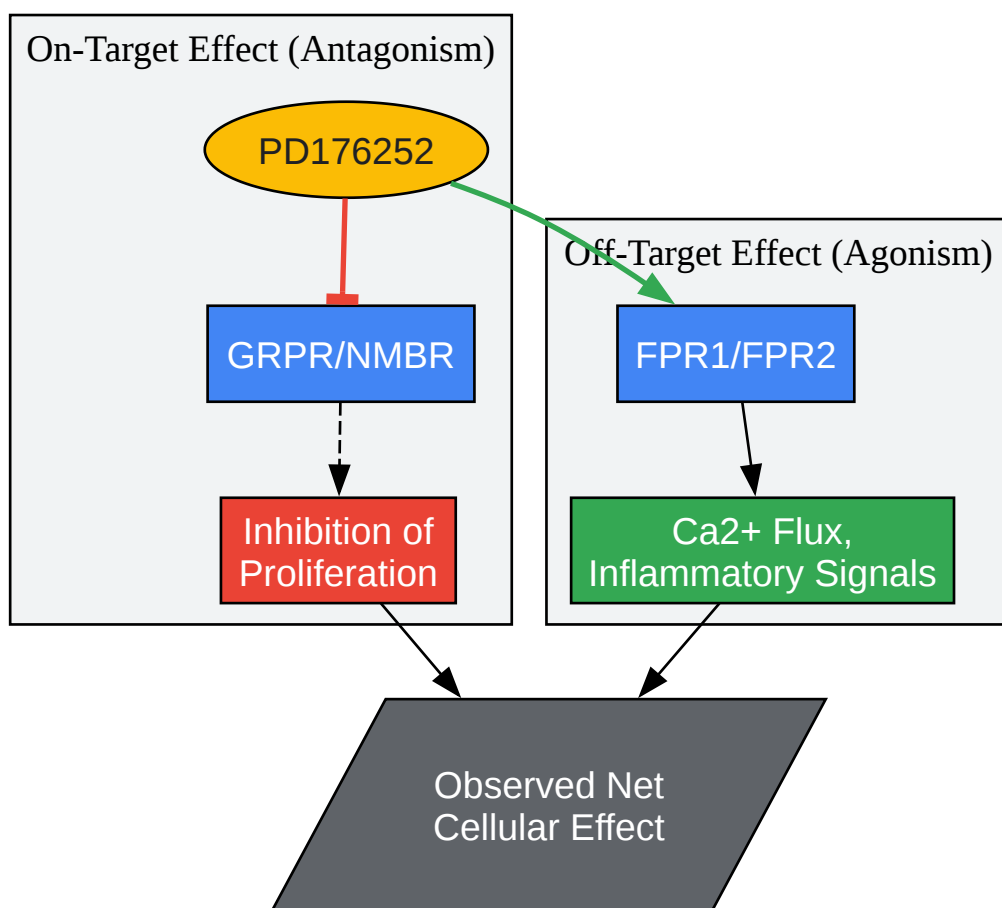 On-Target Effect (Antagonism)
PD176252
Off-Target Effect (Agonism)
GRPR/NMBR
FPR1/FPR2
Inhibition of
Proliferation
Ca2+ Flux,
Inflammatory Signals
Observed Net
Cellular Effect